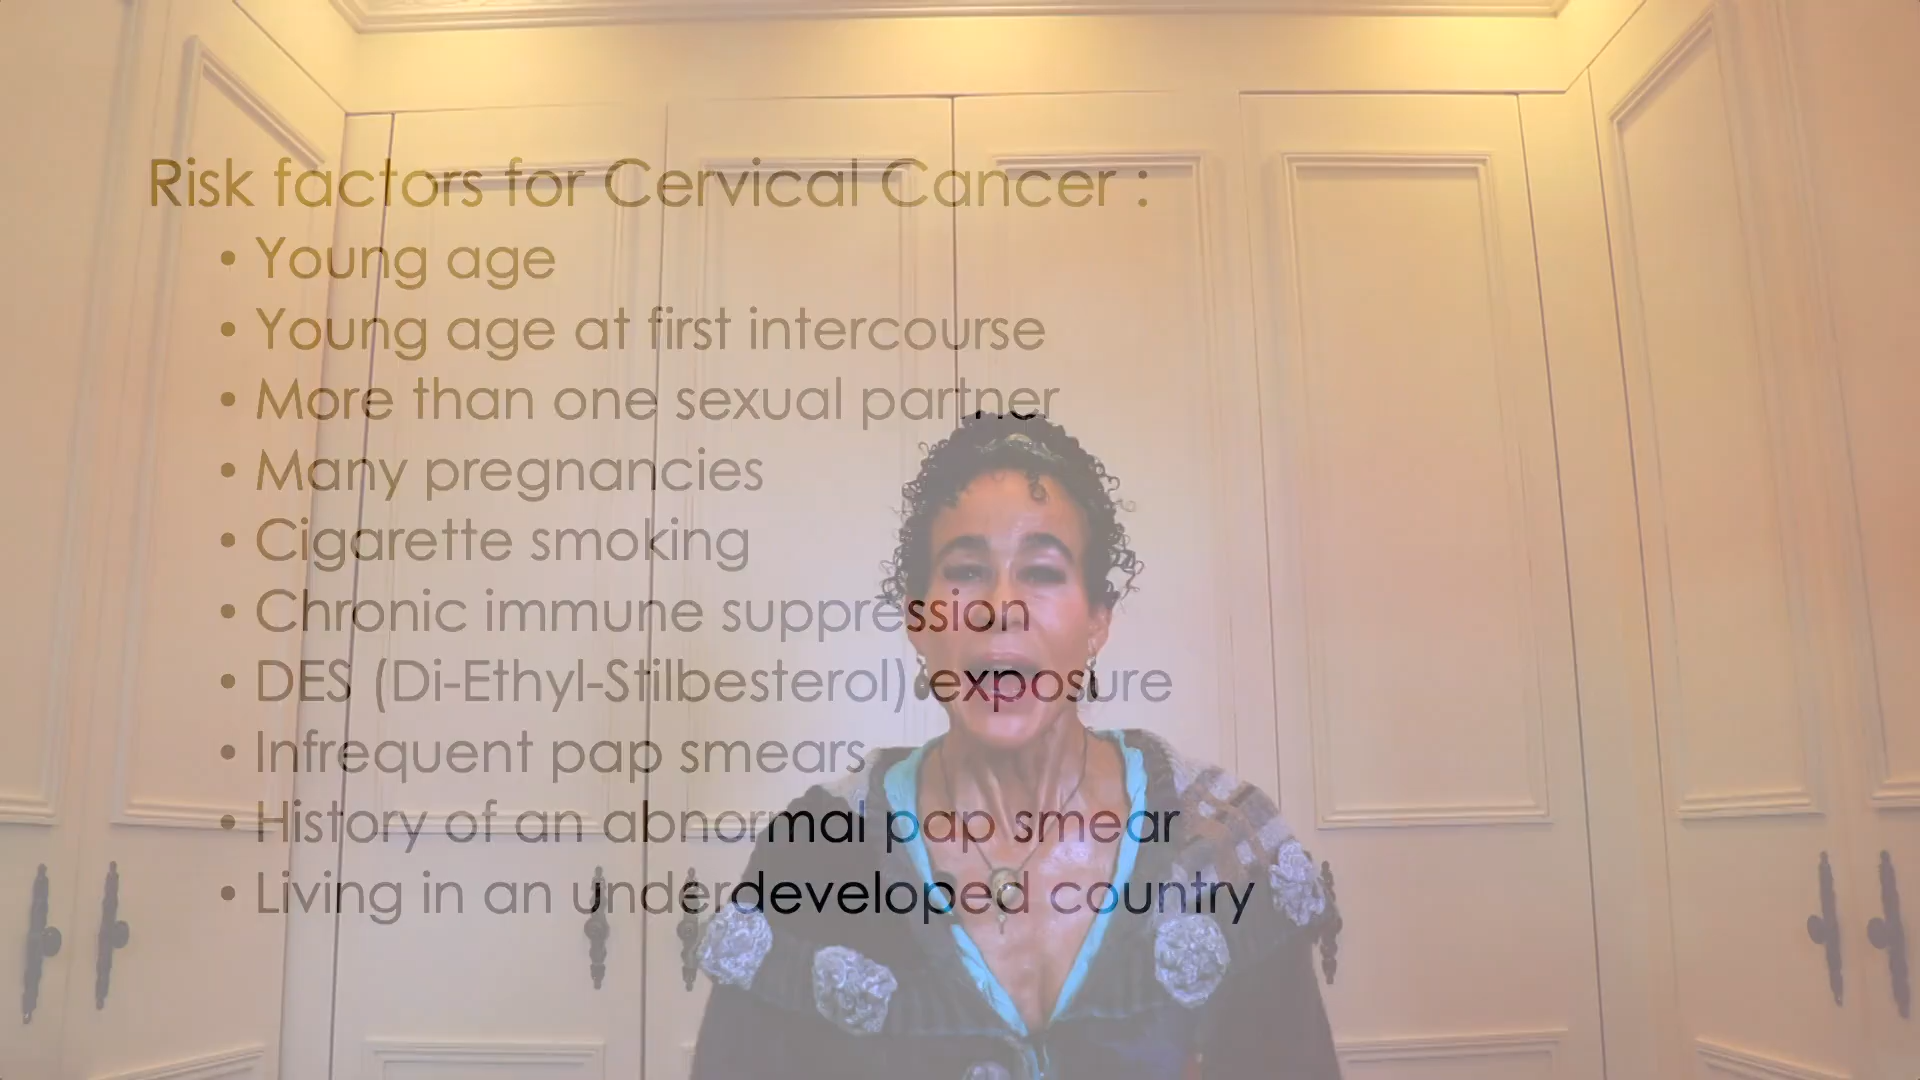 Risk factors for Cervical Cancer :
• Young age
• Young age at first intercourse
• More than one sexual partner
• Many pregnancies
• Cigarette smoking
• Chronic immune suppression
• DES (Di-Ethyl-Stilbesterol) exposure
• Infrequent pap smears
• History of an abnormal pap smear
• Living in an underdeveloped country